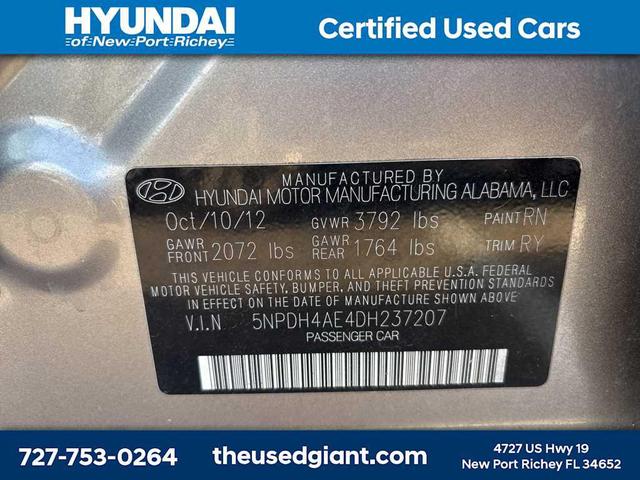 HYUNDAI
of New Port Richey
Certified Used Cars
MANUFACTURED BY
HYUNDAI MOTOR MANUFACTURING ALABAMA, LLC
Oct/10/12 GVWR 3792 lbs PAINT RN
GAWR FRONT 2072 lbs GAWR REAR 1764 lbs TRIM RY
THIS VEHICLE CONFORMS TO ALL APPLICABLE U.S.A. FEDERAL
MOTOR VEHICLE SAFETY, BUMPER, AND THEFT PREVENTION STANDARDS
IN EFFECT ON THE DATE OF MANUFACTURE SHOWN ABOVE.
V.I.N 5NPDH4AE4DH237207
PASSENGER CAR
727-753-0264
theusedgiant.com
4727 US Hwy 19
New Port Richey FL 34652